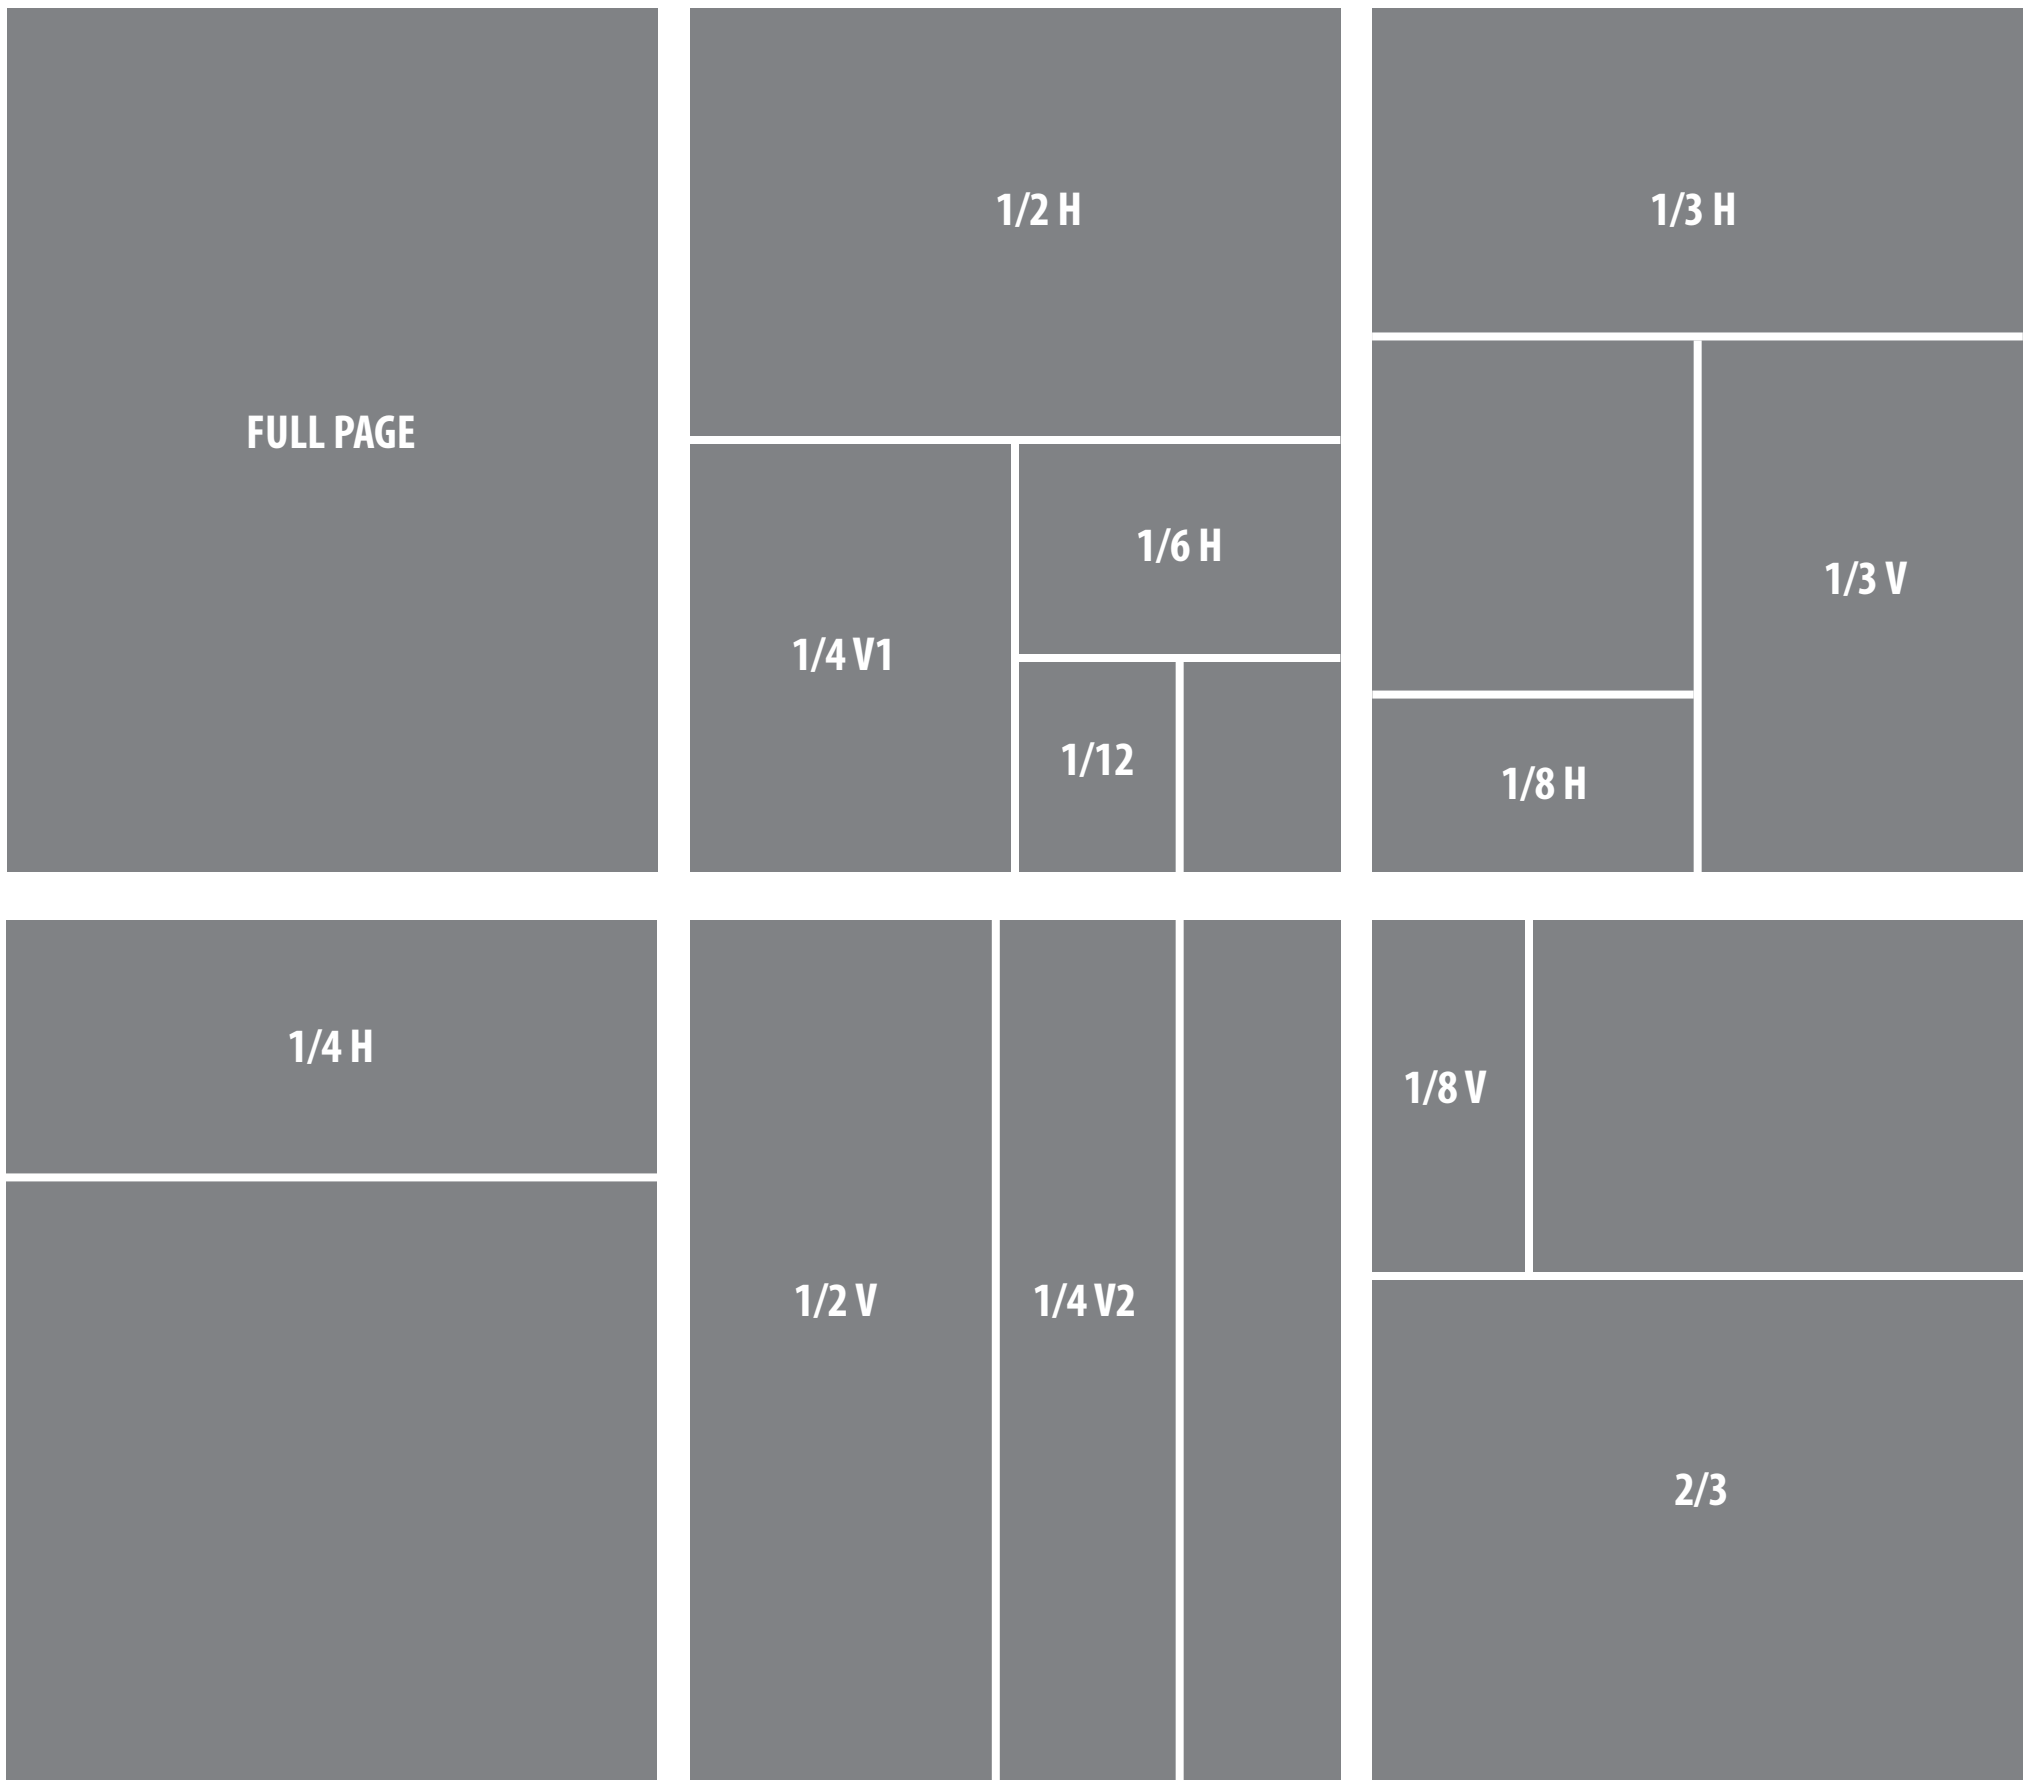 FULL PAGE
1/2 H
1/4 V1
1/6 H
1/12
1/3 H
1/3 V
1/8 H
1/4 H
1/2 V
1/4 V2
1/8 V
2/3